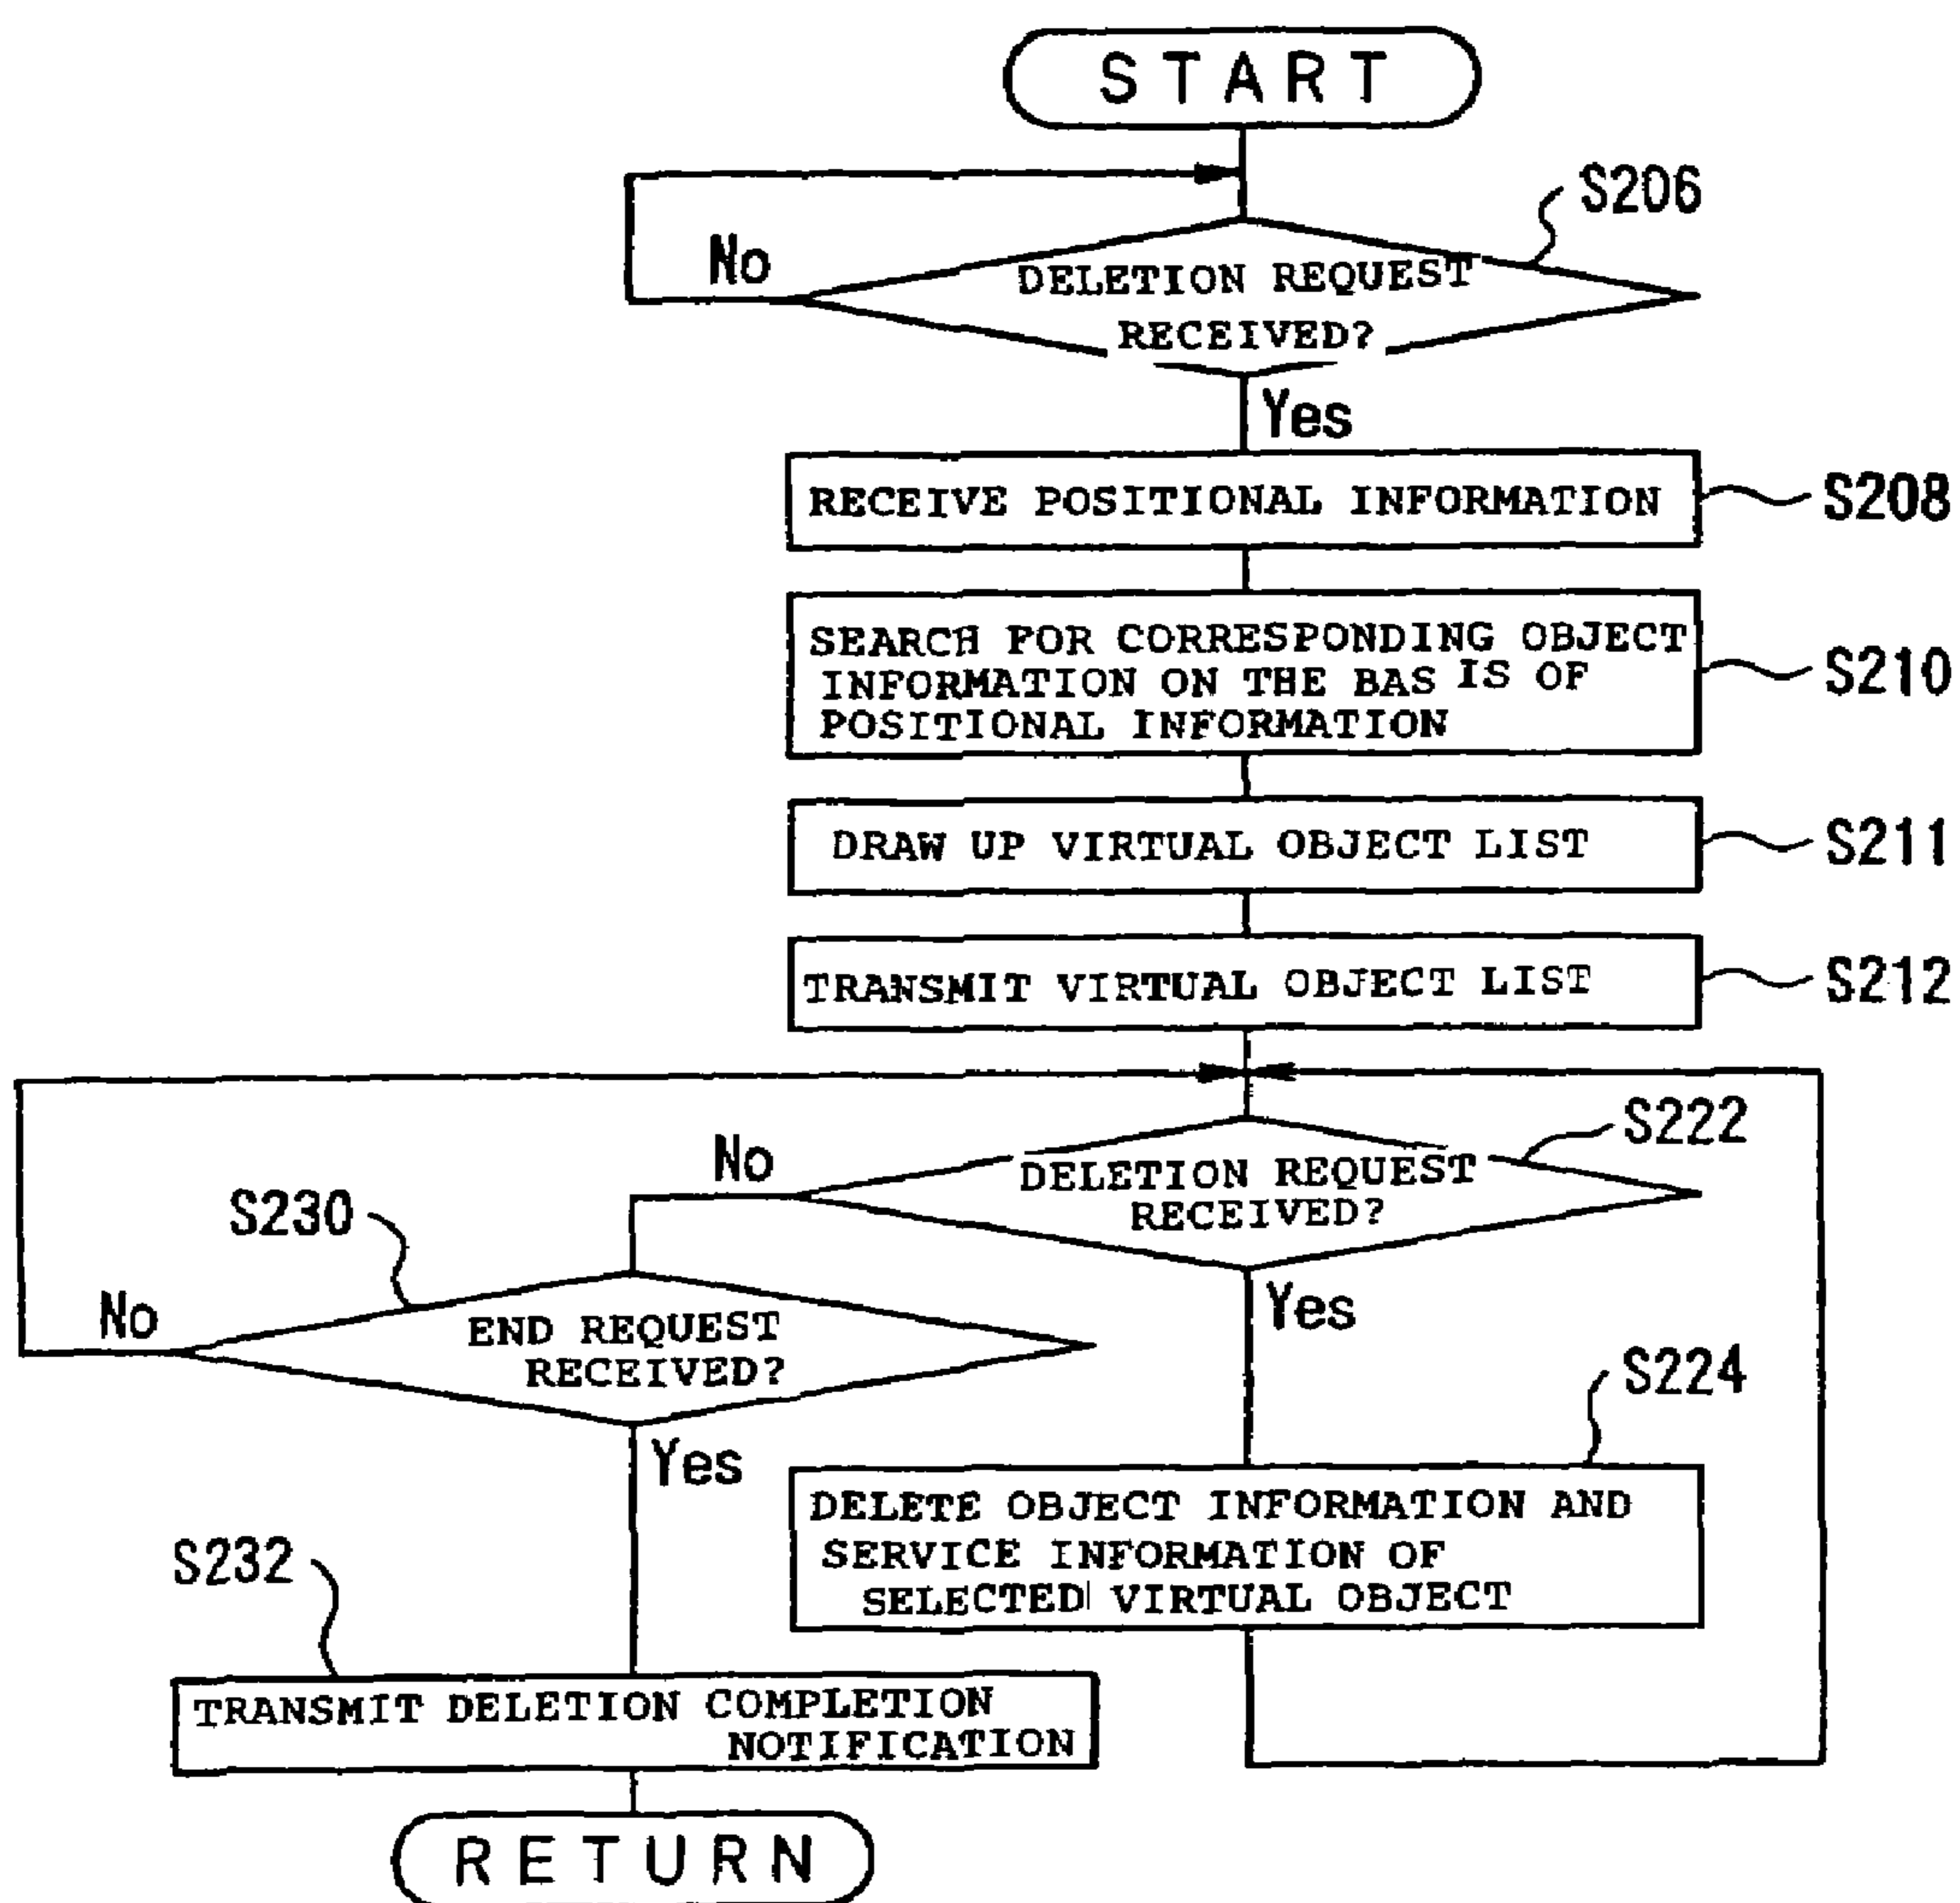 START
S206
No
DELETION REQUEST
RECEIVED?
Yes
RECEIVE POSITIONAL INFORMATION
S208
SEARCH FOR CORRESPONDING OBJECT
INFORMATION ON THE BASIS OF
POSITIONAL INFORMATION
S210
DRAW UP VIRTUAL OBJECT LIST
S211
TRANSMIT VIRTUAL OBJECT LIST
S212
S222
No
DELETION REQUEST
RECEIVED?
S230
Yes
No
END REQUEST
RECEIVED?
S224
Yes
DELETE OBJECT INFORMATION AND
SERVICE INFORMATION OF
SELECTED VIRTUAL OBJECT
S232
TRANSMIT DELETION COMPLETION
NOTIFICATION
RETURN